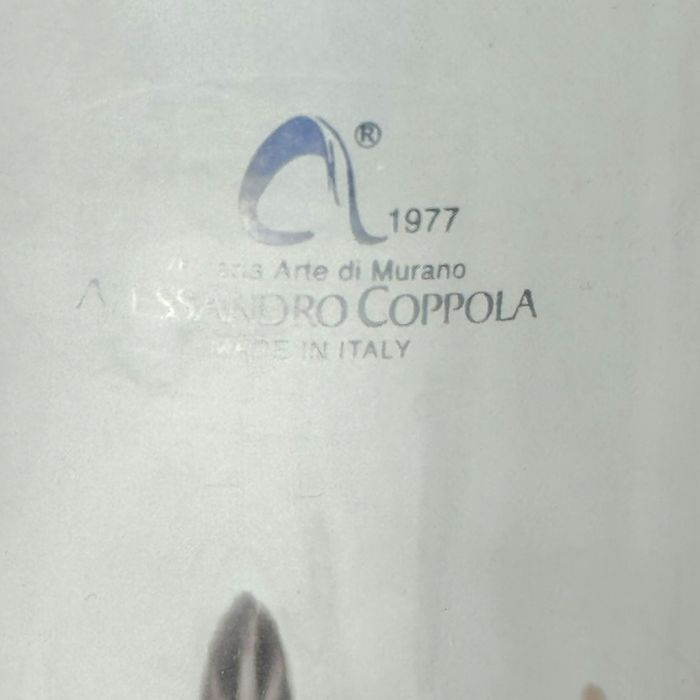 ® 1977
Arte di Murano
ALESSANDRO COPPOLA
MADE IN ITALY